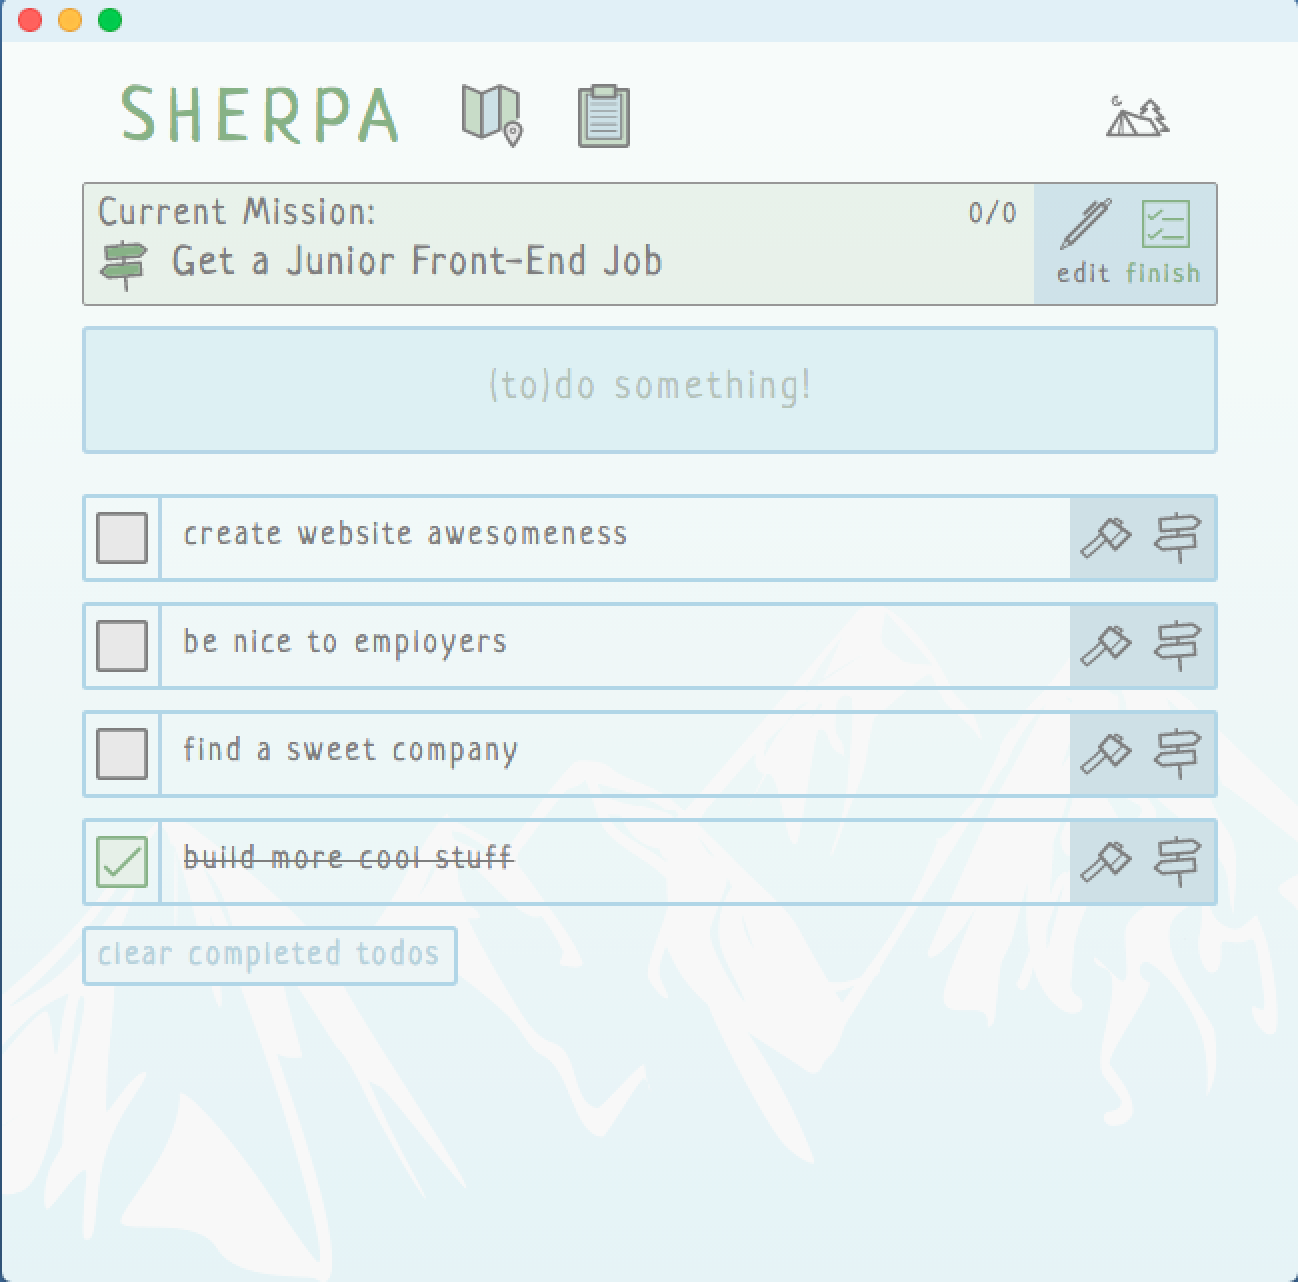 SHERPA
Current Mission:
0/0
Get a Junior Front-End Job
edit finish
(to)do something!
create website awesomeness
be nice to employers
find a sweet company
build more cool stuff
clear completed todos